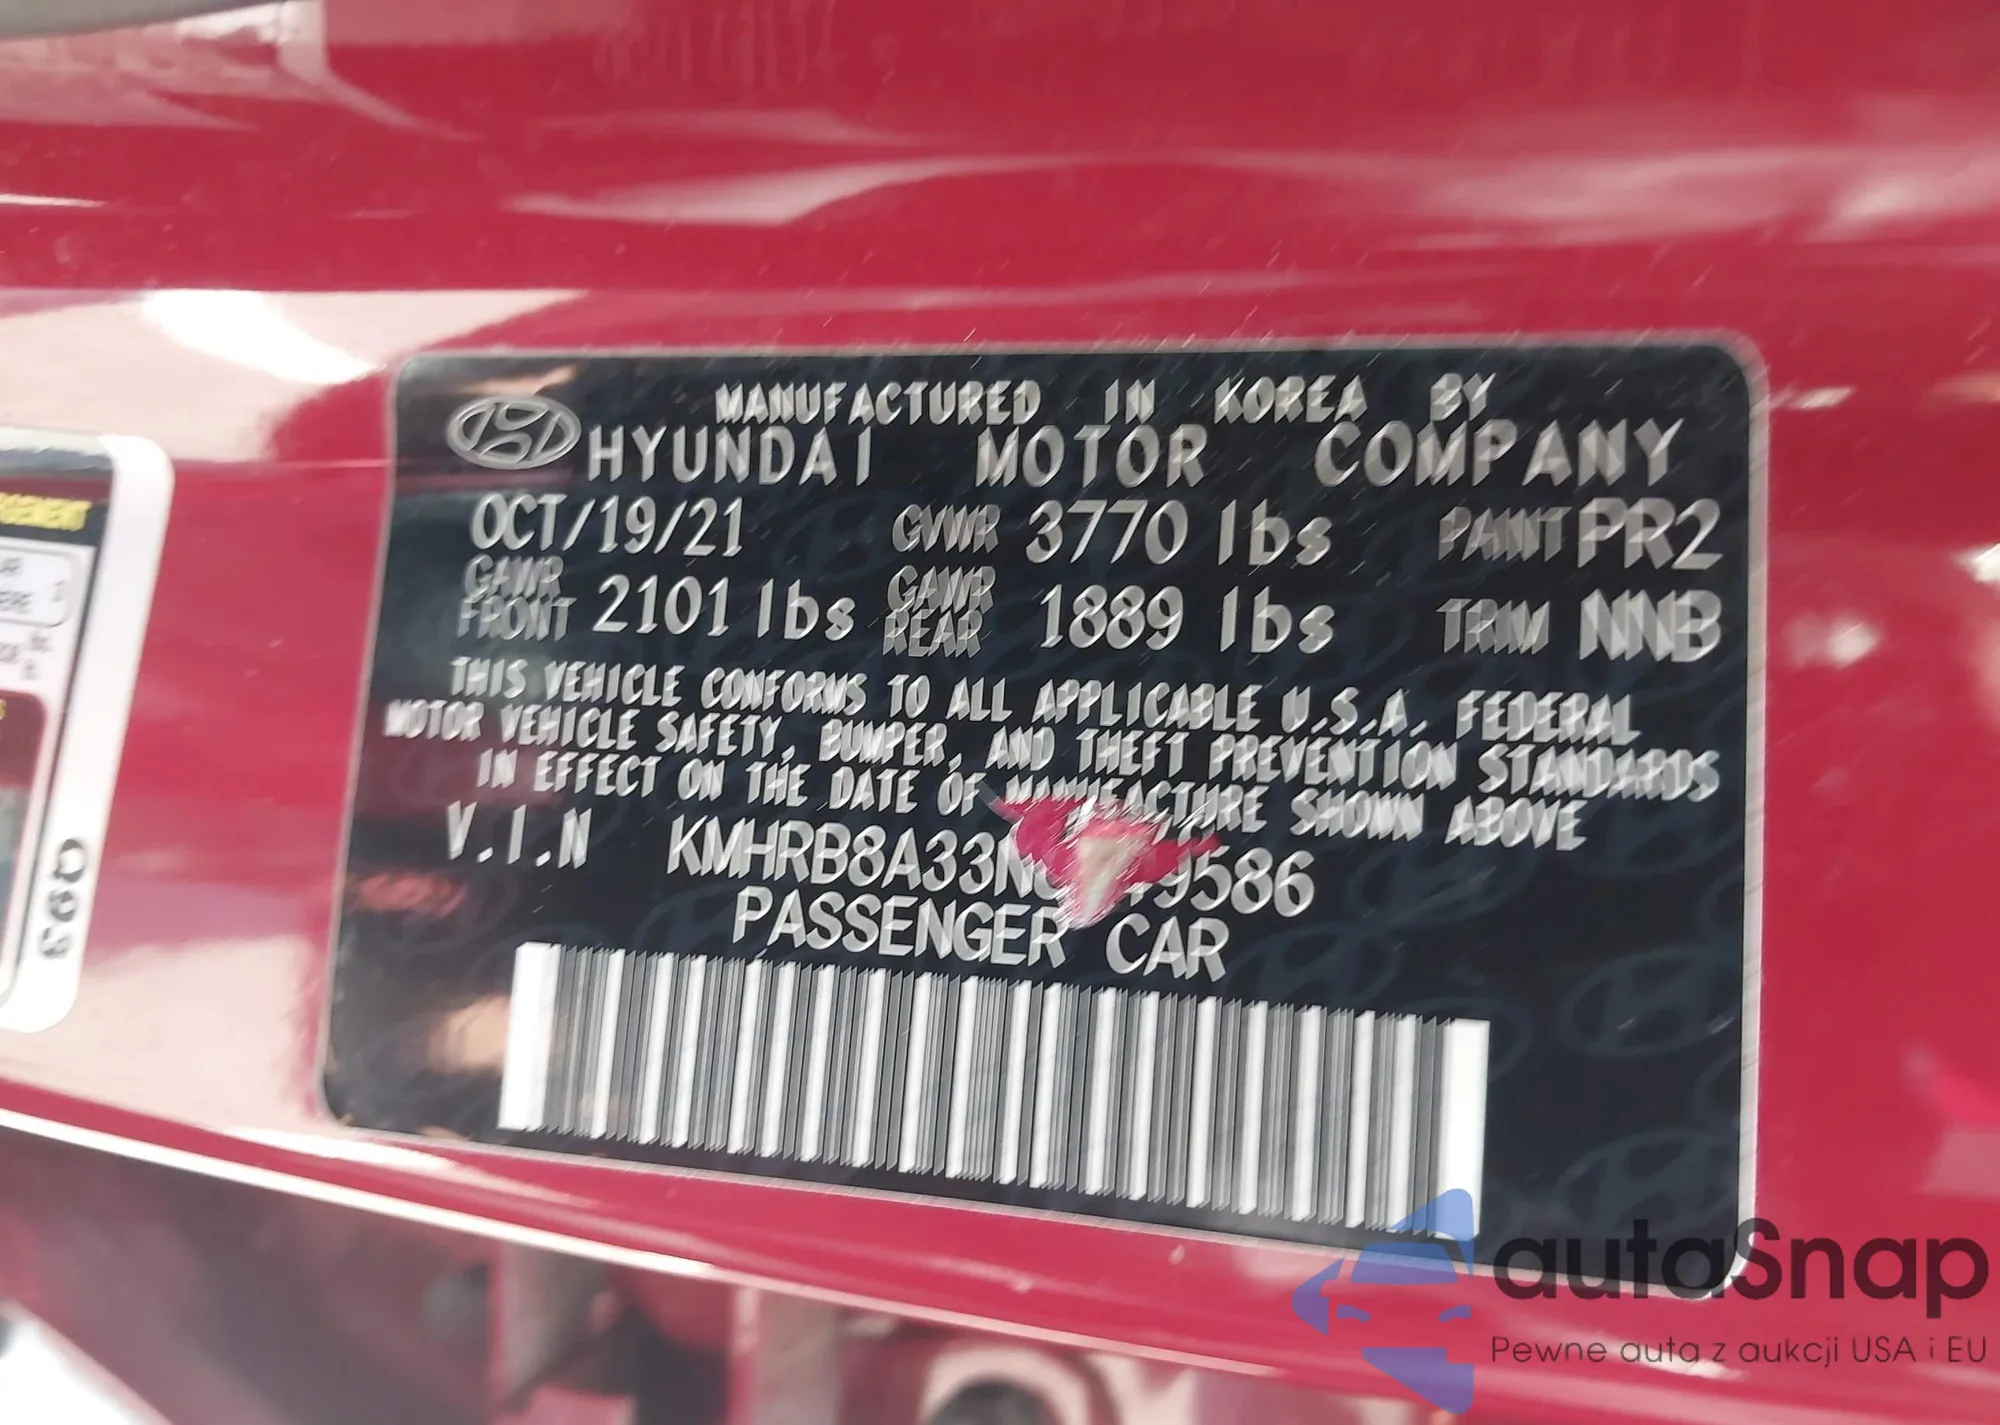 MANUFACTURED IN KOREA BY
HYUNDAI MOTOR COMPANY
OCT/19/21 GVWR 3770 lbs PAINT PR2
GAWR FRONT 2101 lbs GAWR REAR 1889 lbs TRIM NNB
THIS VEHICLE CONFORMS TO ALL APPLICABLE U.S.A. FEDERAL
MOTOR VEHICLE SAFETY, BUMPER, AND THEFT PREVENTION STANDARDS
IN EFFECT ON THE DATE OF MANUFACTURE SHOWN ABOVE
V.I.N
PASSENGER CAR
Q93
autaSnap
Pewne auta z aukcji USA i EU